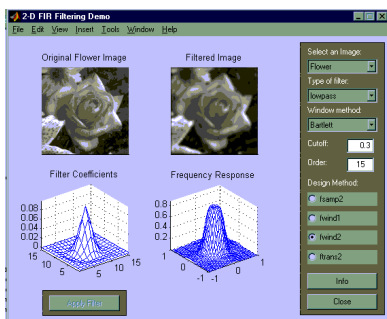 2-D FIR Filtering Demo
File Edit View Insert Tools Window Help
Original Flower Image
Filtered Image
Filter Coefficients
0.08
0.06
0.04
0.02
0
15
10
5
5
10
15
Frequency Response
0.8
0.6
0.4
0.2
1
0
-1
-1
0
1
Apply Filter
Select an Image:
Flower
Type of filter:
lowpass
Window method:
Bartlett
Cutoff: 0.3
Order: 15
Design Method:
fsamp2
fwind1
fwind2
ftrans2
Info
Close